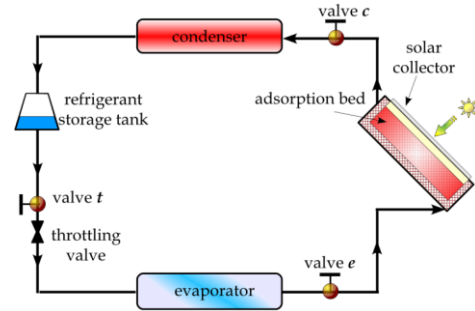 valve c
condenser
solar
collector
adsorption bed
refrigerant
storage tank
valve t
throttling
valve
valve e
evaporator